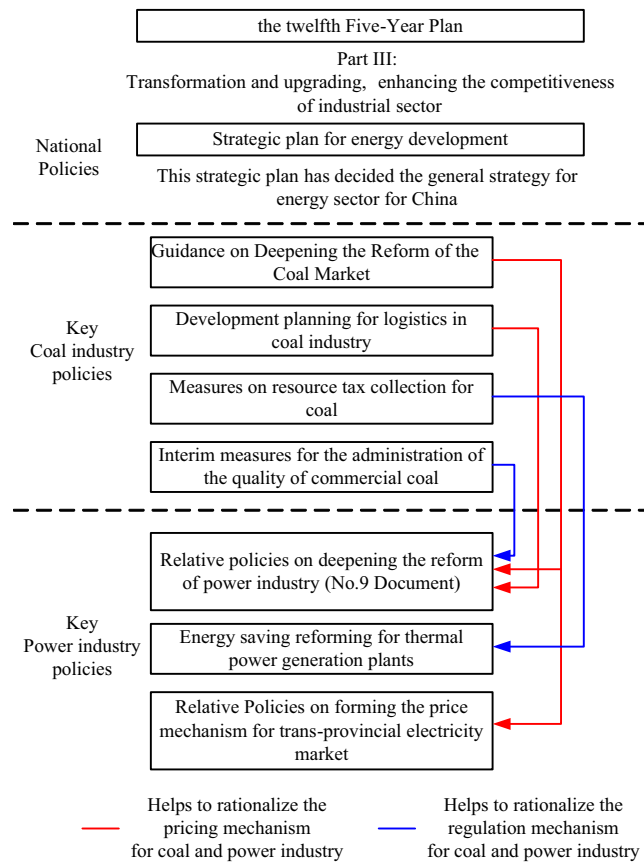 the twelfth Five-Year Plan
Part III:
Transformation and upgrading, enhancing the competitiveness
of industrial sector
National
Policies
Strategic plan for energy development
This strategic plan has decided the general strategy for
energy sector for China
Key
Coal industry
policies
Guidance on Deepening the Reform of the
Coal Market
Development planning for logistics in
coal industry
Measures on resource tax collection for
coal
Interim measures for the administration of
the quality of commercial coal
Key
Power industry
policies
Relative policies on deepening the reform
of power industry (No.9 Document)
Energy saving reforming for thermal
power generation plants
Relative Policies on forming the price
mechanism for trans-provincial electricity
market
Helps to rationalize the
pricing mechanism
for coal and power industry
Helps to rationalize the
regulation mechanism
for coal and power industry